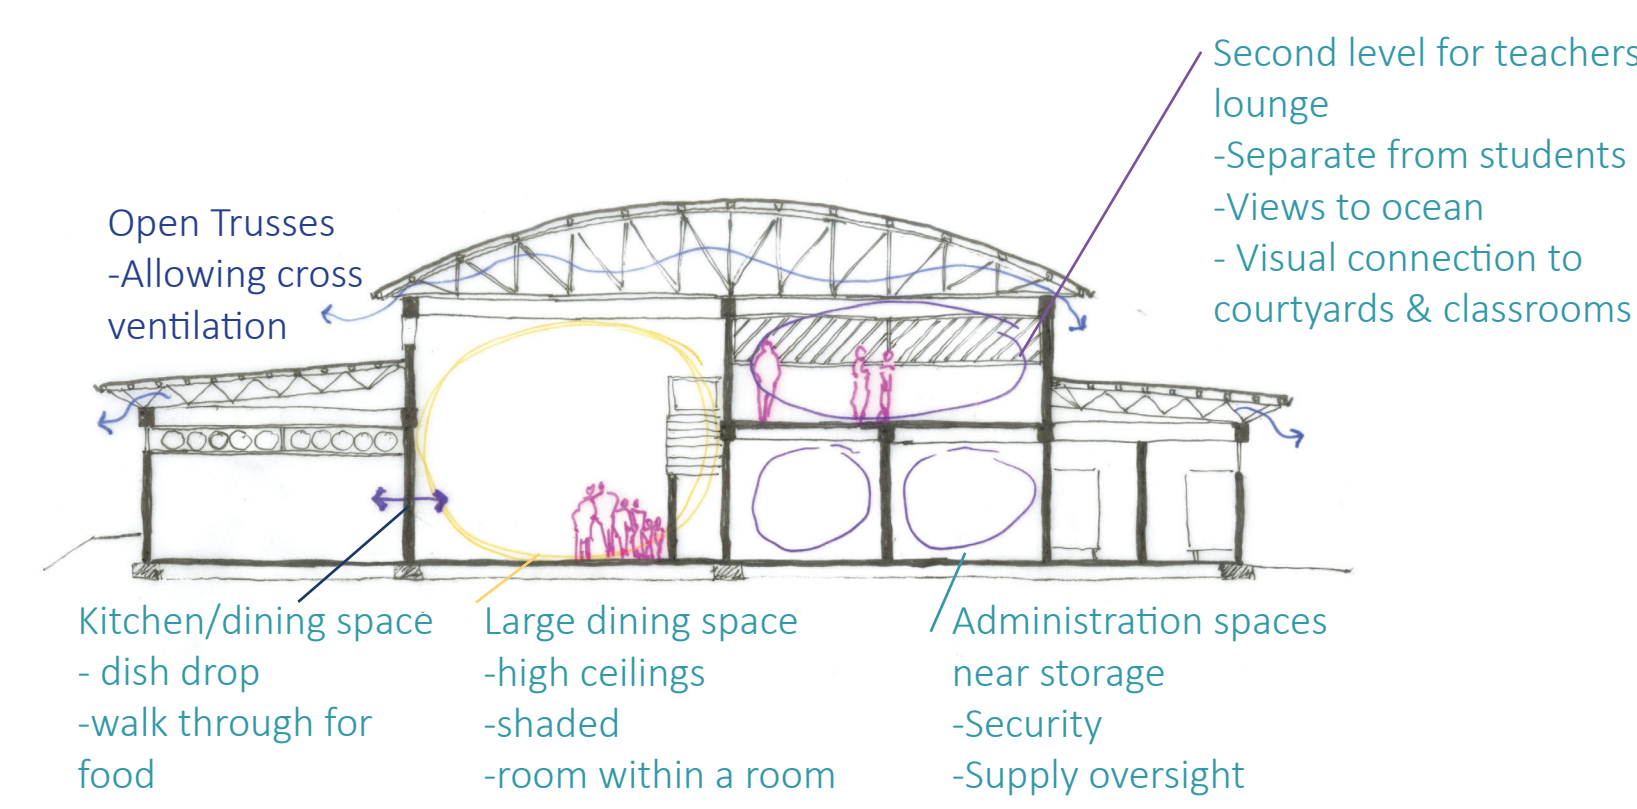 Second level for teachers
lounge
-Separate from students
-Views to ocean
- Visual connection to
courtyards & classrooms
Open Trusses
-Allowing cross
ventilation
Kitchen/dining space
- dish drop
-walk through for
food
Large dining space
-high ceilings
-shaded
-room within a room
Administration spaces
near storage
-Security
-Supply oversight